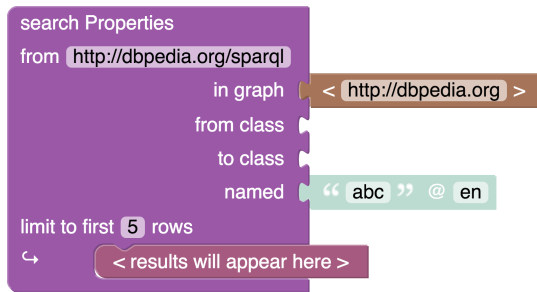 search Properties
from http://dbpedia.org/sparql
in graph < http://dbpedia.org >
from class
to class
named “ abc ” @ en
limit to first 5 rows
↪ < results will appear here >